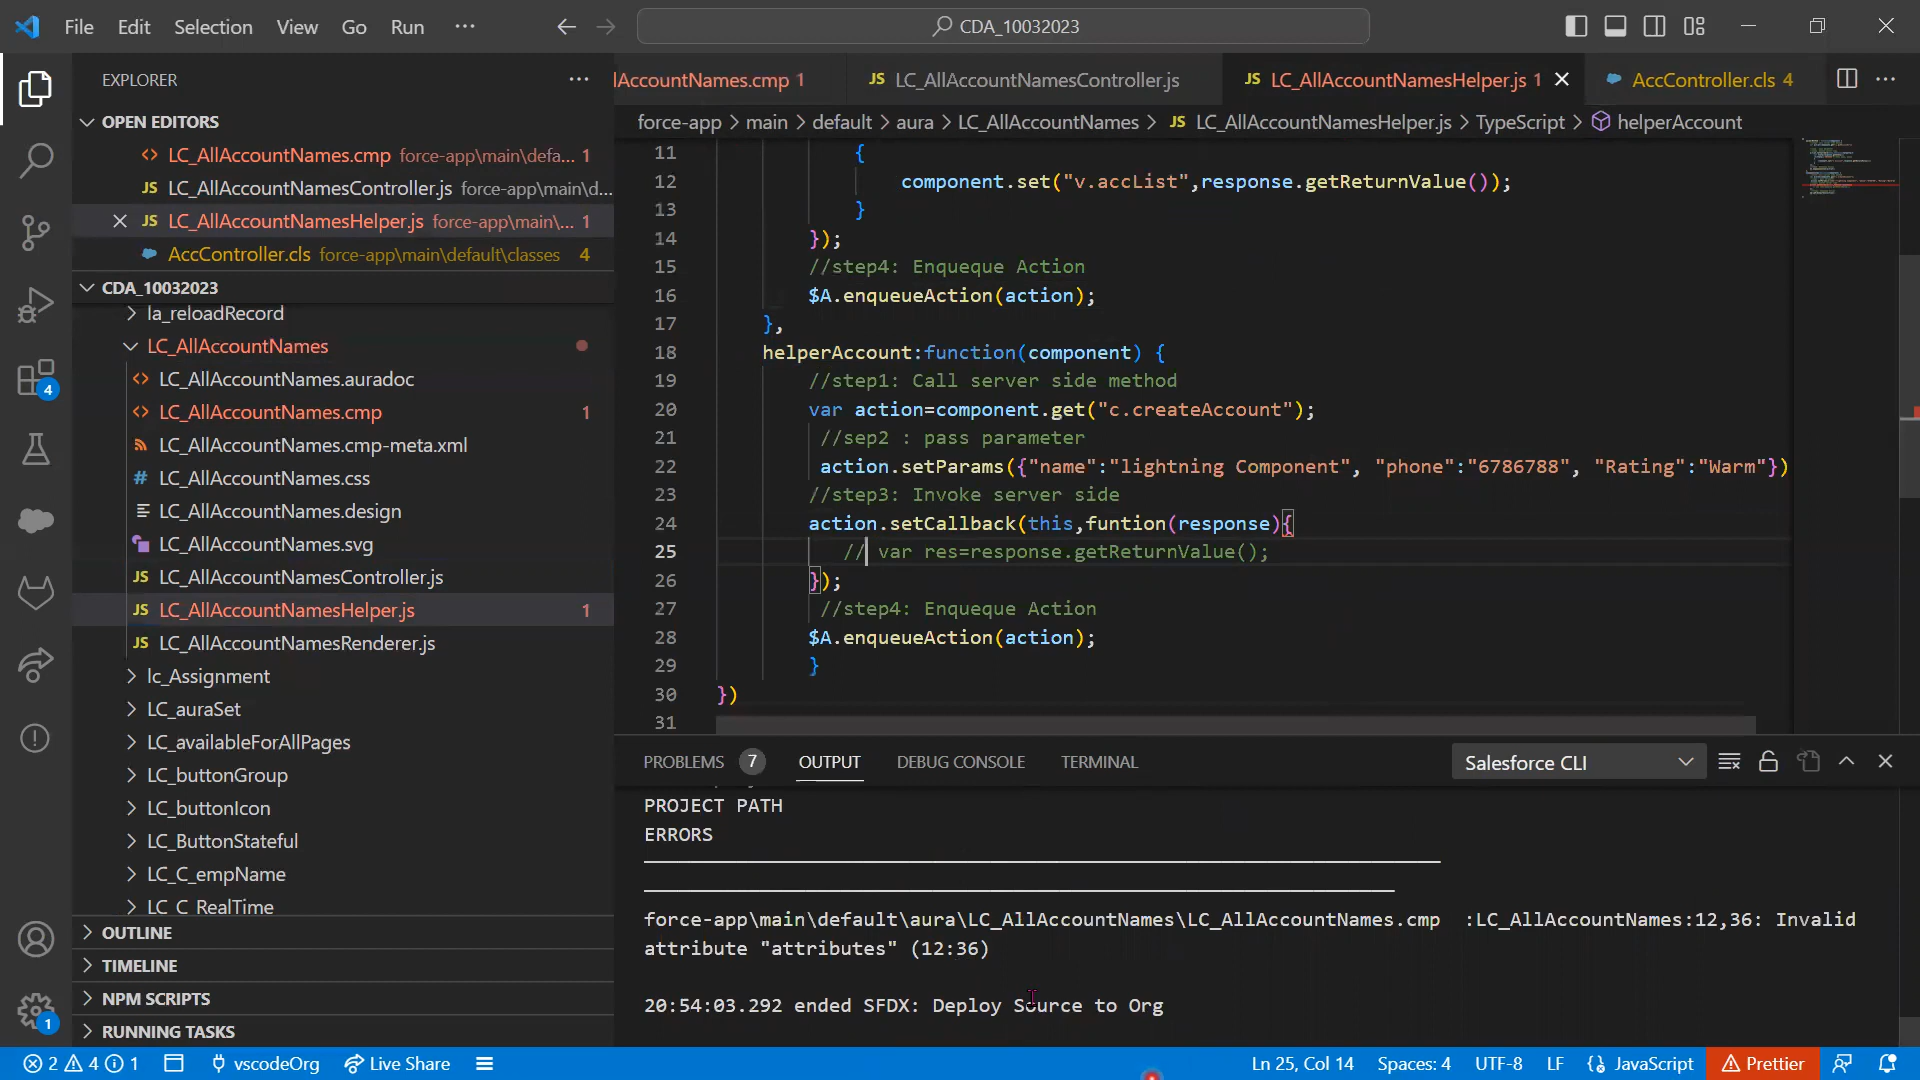 File Edit Selection View Go Run ··· CDA_10032023
EXPLORER
OPEN EDITORS
LC_AllAccountNames.cmp force-app\main\defa... 1
LC_AllAccountNamesController.js force-app\main\d...
LC_AllAccountNamesHelper.js force-app\main\... 1
AccController.cls force-app\main\default\classes 4
CDA_10032023
la_reloadRecord
LC_AllAccountNames
LC_AllAccountNames.auradoc
LC_AllAccountNames.cmp 1
LC_AllAccountNames.cmp-meta.xml
LC_AllAccountNames.css
LC_AllAccountNames.design
LC_AllAccountNames.svg
LC_AllAccountNamesController.js
LC_AllAccountNamesHelper.js 1
LC_AllAccountNamesRenderer.js
lc_Assignment
LC_auraSet
LC_availableForAllPages
LC_buttonGroup
LC_buttonIcon
LC_ButtonStateful
LC_C_empName
LC_C_RealTime
OUTLINE
TIMELINE
NPM SCRIPTS
RUNNING TASKS
4
1
lAccountNames.cmp 1 JS LC_AllAccountNamesController.js JS LC_AllAccountNamesHelper.js 1 AccController.cls 4
force-app > main > default > aura > LC_AllAccountNames > JS LC_AllAccountNamesHelper.js > TypeScript > helperAccount
11 {
12 component.set("v.accList",response.getReturnValue());
13 }
14 });
15 //step4: Enqueque Action
16 $A.enqueueAction(action);
17 },
18 helperAccount:function(component) {
19 //step1: Call server side method
20 var action=component.get("c.createAccount");
21 //sep2 : pass parameter
22 action.setParams({"name":"lightning Component", "phone":"6786788", "Rating":"Warm"})
23 //step3: Invoke server side
24 action.setCallback(this,funtion(response){
25 // var res=response.getReturnValue();
26 });
27 //step4: Enqueque Action
28 $A.enqueueAction(action);
29 }
30 })
31
PROBLEMS 7 OUTPUT DEBUG CONSOLE TERMINAL Salesforce CLI
PROJECT PATH
ERRORS
force-app\main\default\aura\LC_AllAccountNames\LC_AllAccountNames.cmp :LC_AllAccountNames:12,36: Invalid
attribute "attributes" (12:36)
20:54:03.292 ended SFDX: Deploy Source to Org
2 4 1 vscodeOrg Live Share Ln 25, Col 14 Spaces: 4 UTF-8 LF JavaScript Prettier